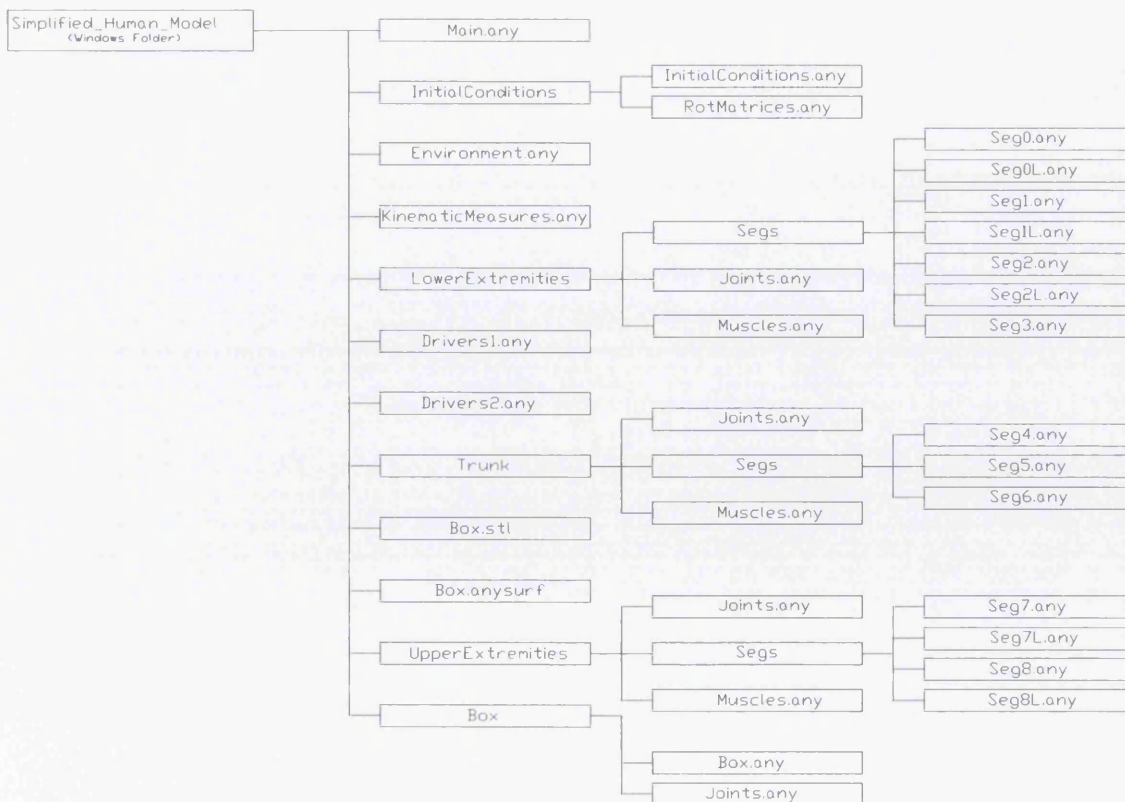 Simplified_Human_Model
(Windows Folder)
Main.any
InitialConditions
InitialConditions.any
RotMatrices.any
Environment.any
KinematicMeasures.any
LowerExtremities
Segs
Seg0.any
Seg0L.any
Seg1.any
Seg1L.any
Seg2.any
Seg2L.any
Seg3.any
Joints.any
Muscles.any
Drivers1.any
Drivers2.any
Trunk
Joints.any
Segs
Seg4.any
Seg5.any
Seg6.any
Muscles.any
Box.stl
Box.anysurf
UpperExtremities
Joints.any
Segs
Seg7.any
Seg7L.any
Seg8.any
Seg8L.any
Muscles.any
Box
Box.any
Joints.any